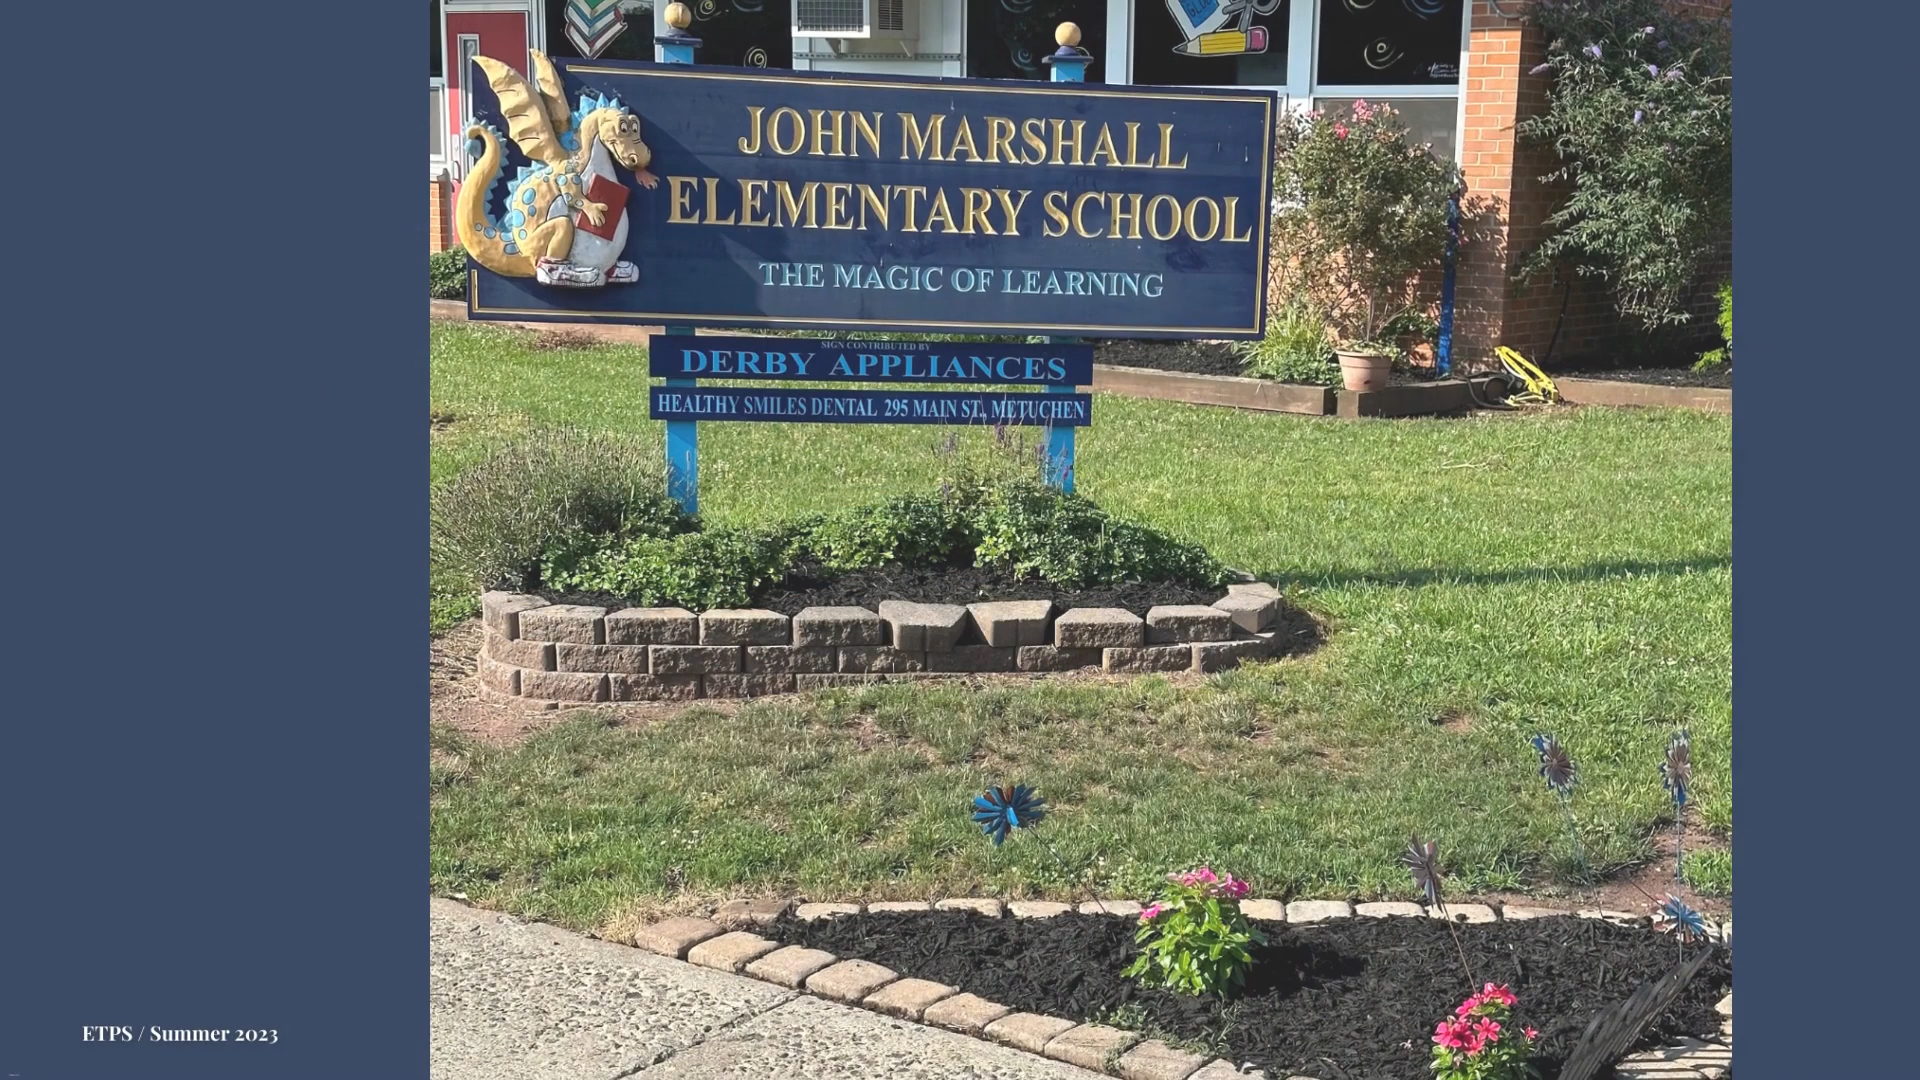 JOHN MARSHALL
ELEMENTARY SCHOOL
THE MAGIC OF LEARNING
SIGN CONTRIBUTED BY
DERBY APPLIANCES
HEALTHY SMILES DENTAL 295 MAIN ST., METUCHEN
ETPS / Summer 2023